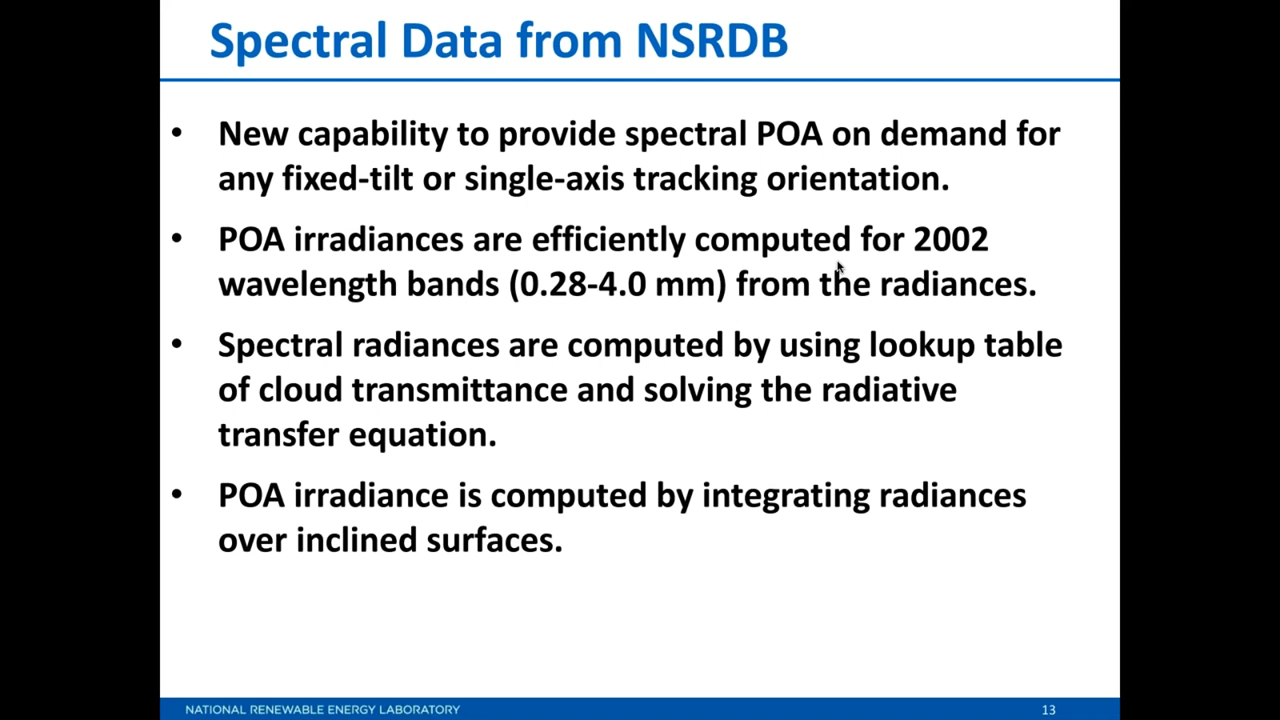 Spectral Data from NSRDB
• New capability to provide spectral POA on demand for
any fixed-tilt or single-axis tracking orientation.
• POA irradiances are efficiently computed for 2002
wavelength bands (0.28-4.0 mm) from the radiances.
• Spectral radiances are computed by using lookup table
of cloud transmittance and solving the radiative
transfer equation.
• POA irradiance is computed by integrating radiances
over inclined surfaces.
NATIONAL RENEWABLE ENERGY LABORATORY
13